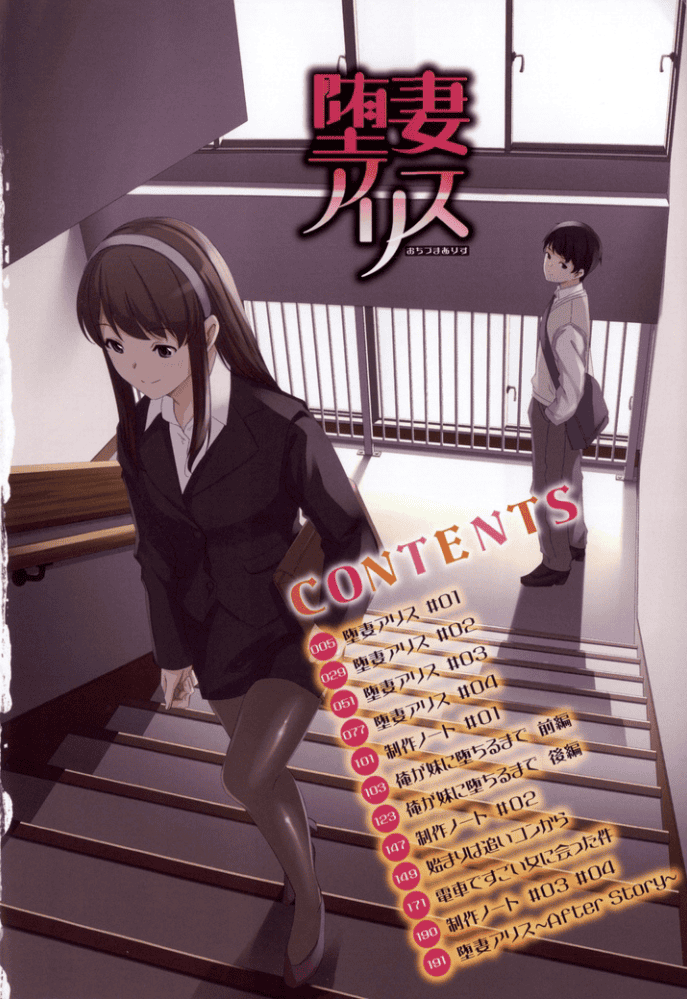 堕妻
アリス
おちづまありす
CONTENTS
005 堕妻アリス #01
029 堕妻アリス #02
051 堕妻アリス #03
077 堕妻アリス #04
101 制作ノート #01
103 俺が妹に堕ちるまで 前編
123 俺が妹に堕ちるまで 後編
147 制作ノート #02
149 始まりは追いコンから
171 電車ですごい女に会った件
190 制作ノート #03 #04
191 堕妻アリス~After Story~